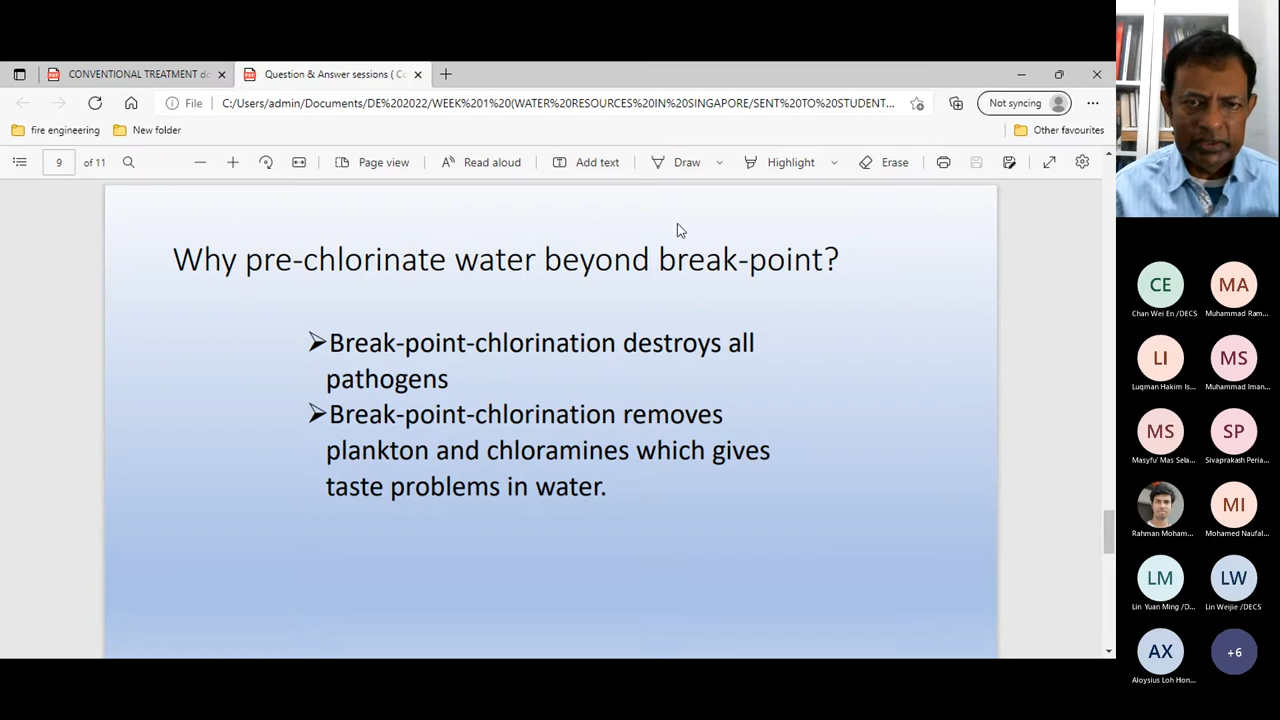 CONVENTIONAL TREATMENT de
Question & Answer sessions ( Co
File
C:/Users/admin/Documents/DE%202022/WEEK%201%20(WATER%20RESOURCES%20IN%20SINGAPORE/SENT%20TO%20STUDENT...
Not syncing
fire engineering
New folder
Other favourites
9 of 11
Page view
Read aloud
Add text
Draw
Highlight
Erase
Why pre-chlorinate water beyond break-point?
Break-point-chlorination destroys all
pathogens
Break-point-chlorination removes
plankton and chloramines which gives
taste problems in water.
CE
Chan Wei En /DECS
MA
Muhammad Ram...
LI
Luqman Hakim Is...
MS
Muhammad Iman...
MS
Masyfu' Mas Sela...
SP
Sivaprakash Peria...
Rahman Moham...
MI
Mohamed Naufal...
LM
Lin Yuan Ming /D...
LW
Lin Weijie /DECS
AX
Aloysius Loh Hon...
+6